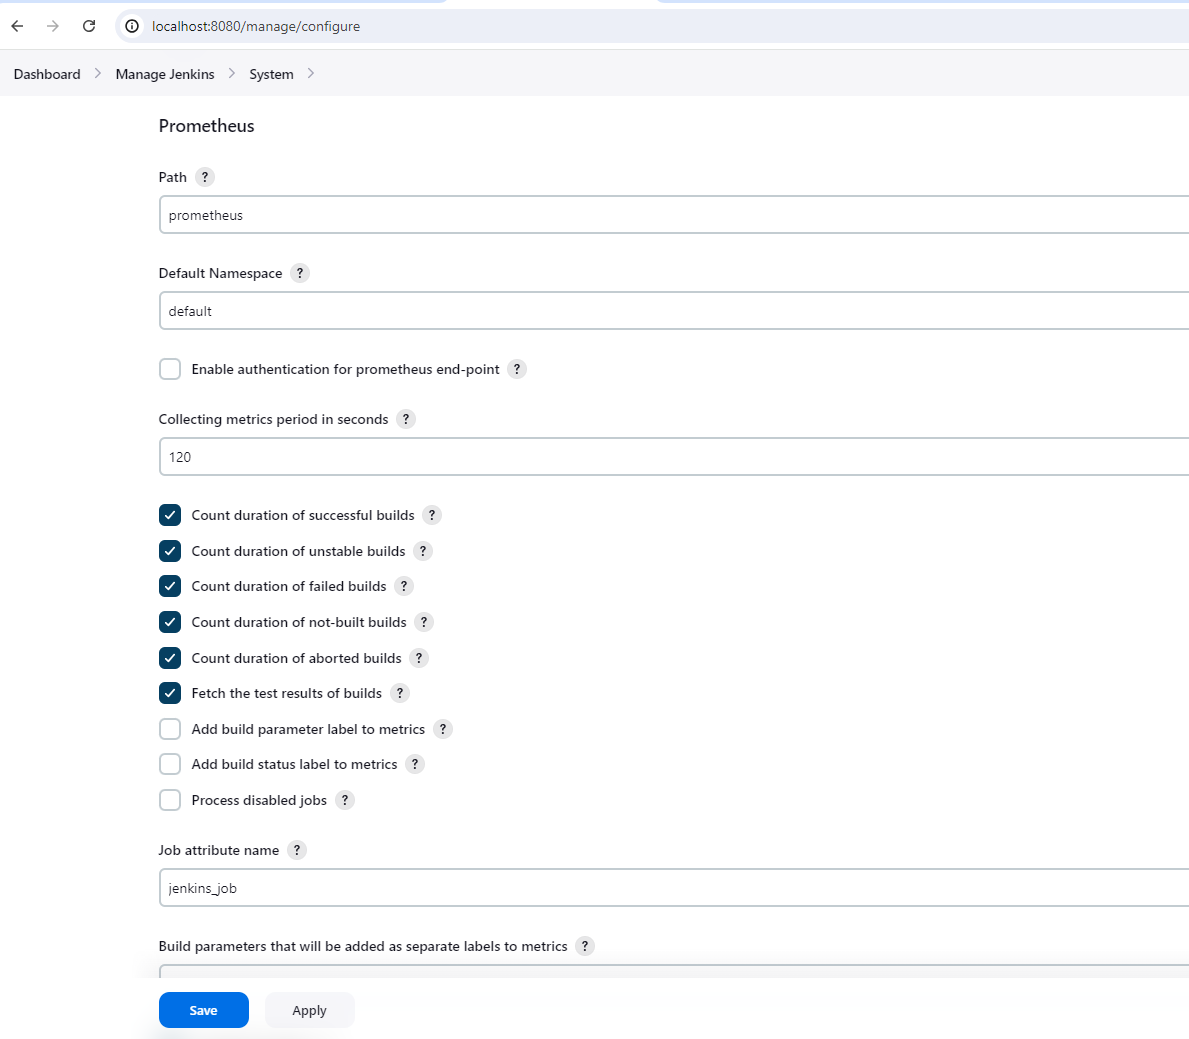 localhost:8080/manage/configure
Dashboard > Manage Jenkins > System >
Prometheus
Path ?
prometheus
Default Namespace ?
default
Enable authentication for prometheus end-point ?
Collecting metrics period in seconds ?
120
Count duration of successful builds ?
Count duration of unstable builds ?
Count duration of failed builds ?
Count duration of not-built builds ?
Count duration of aborted builds ?
Fetch the test results of builds ?
Add build parameter label to metrics ?
Add build status label to metrics ?
Process disabled jobs ?
Job attribute name ?
jenkins_job
Build parameters that will be added as separate labels to metrics ?
Save Apply